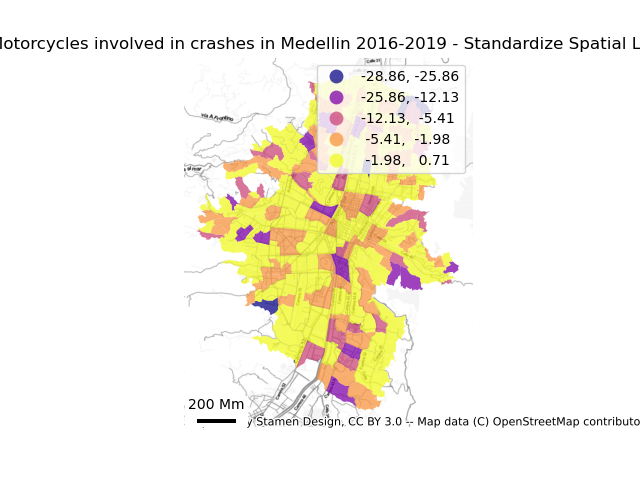 Motorcycles involved in crashes in Medellin 2016-2019 - Standardize Spatial L
-28.86, -25.86
-25.86, -12.13
-12.13, -5.41
-5.41, -1.98
-1.98, 0.71
200 Mm
y Stamen Design, CC BY 3.0 -- Map data (C) OpenStreetMap contributo